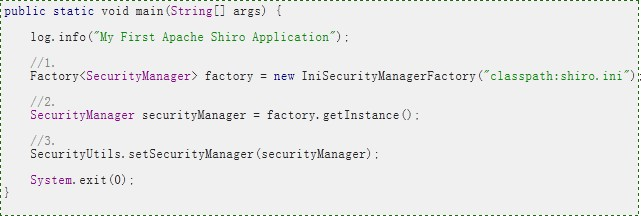 public static void main(String[] args) {
log.info("My First Apache Shiro Application");
//1.
Factory<SecurityManager> factory = new IniSecurityManagerFactory("classpath:shiro.ini")
//2.
SecurityManager securityManager = factory.getInstance();
//3.
SecurityUtils.setSecurityManager(securityManager);
System.exit(0);
}